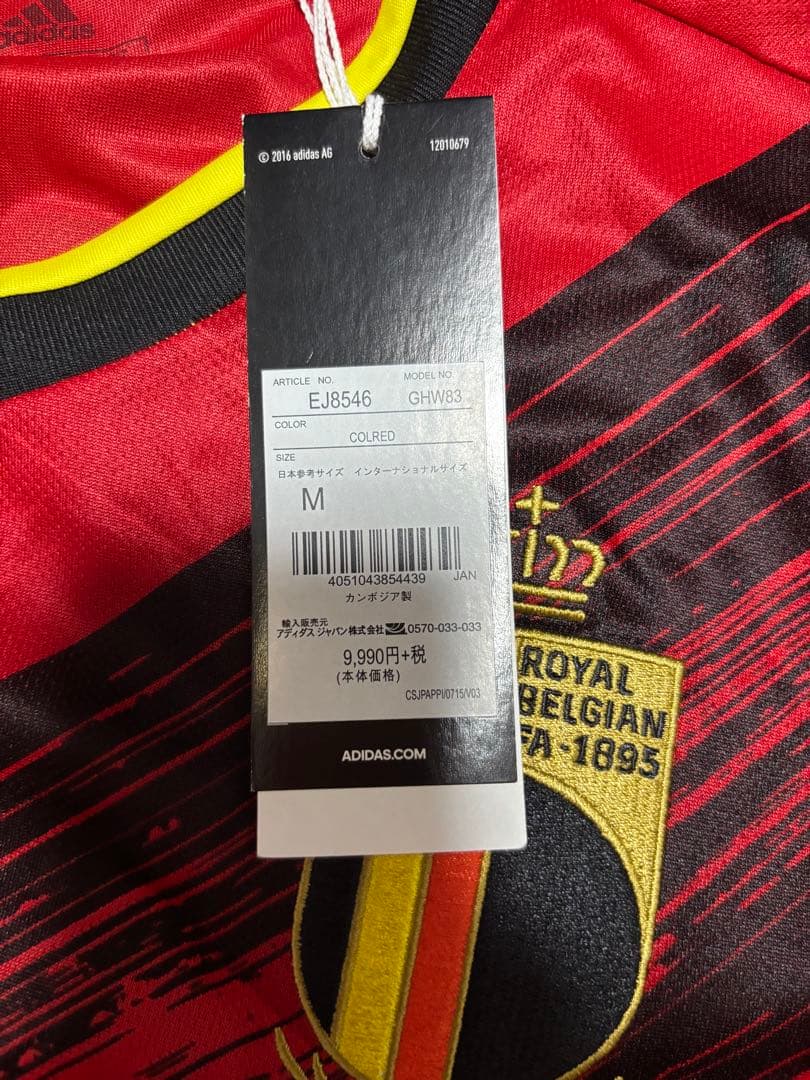 adidas
© 2016 adidas AG 12010679
ARTICLE NO. MODEL NO.
EJ8546 GHW83
COLOR
COLRED
SIZE
日本参考サイズ インターナショナルサイズ
M
4051043854439 JAN
カンボジア製
輸入販売元
アディダス ジャパン株式会社 0570-033-033
9,990円+税
(本体価格)
CSJPAPPI/0715/V03
ADIDAS.COM
ROYAL
BELGIAN
FA-1895